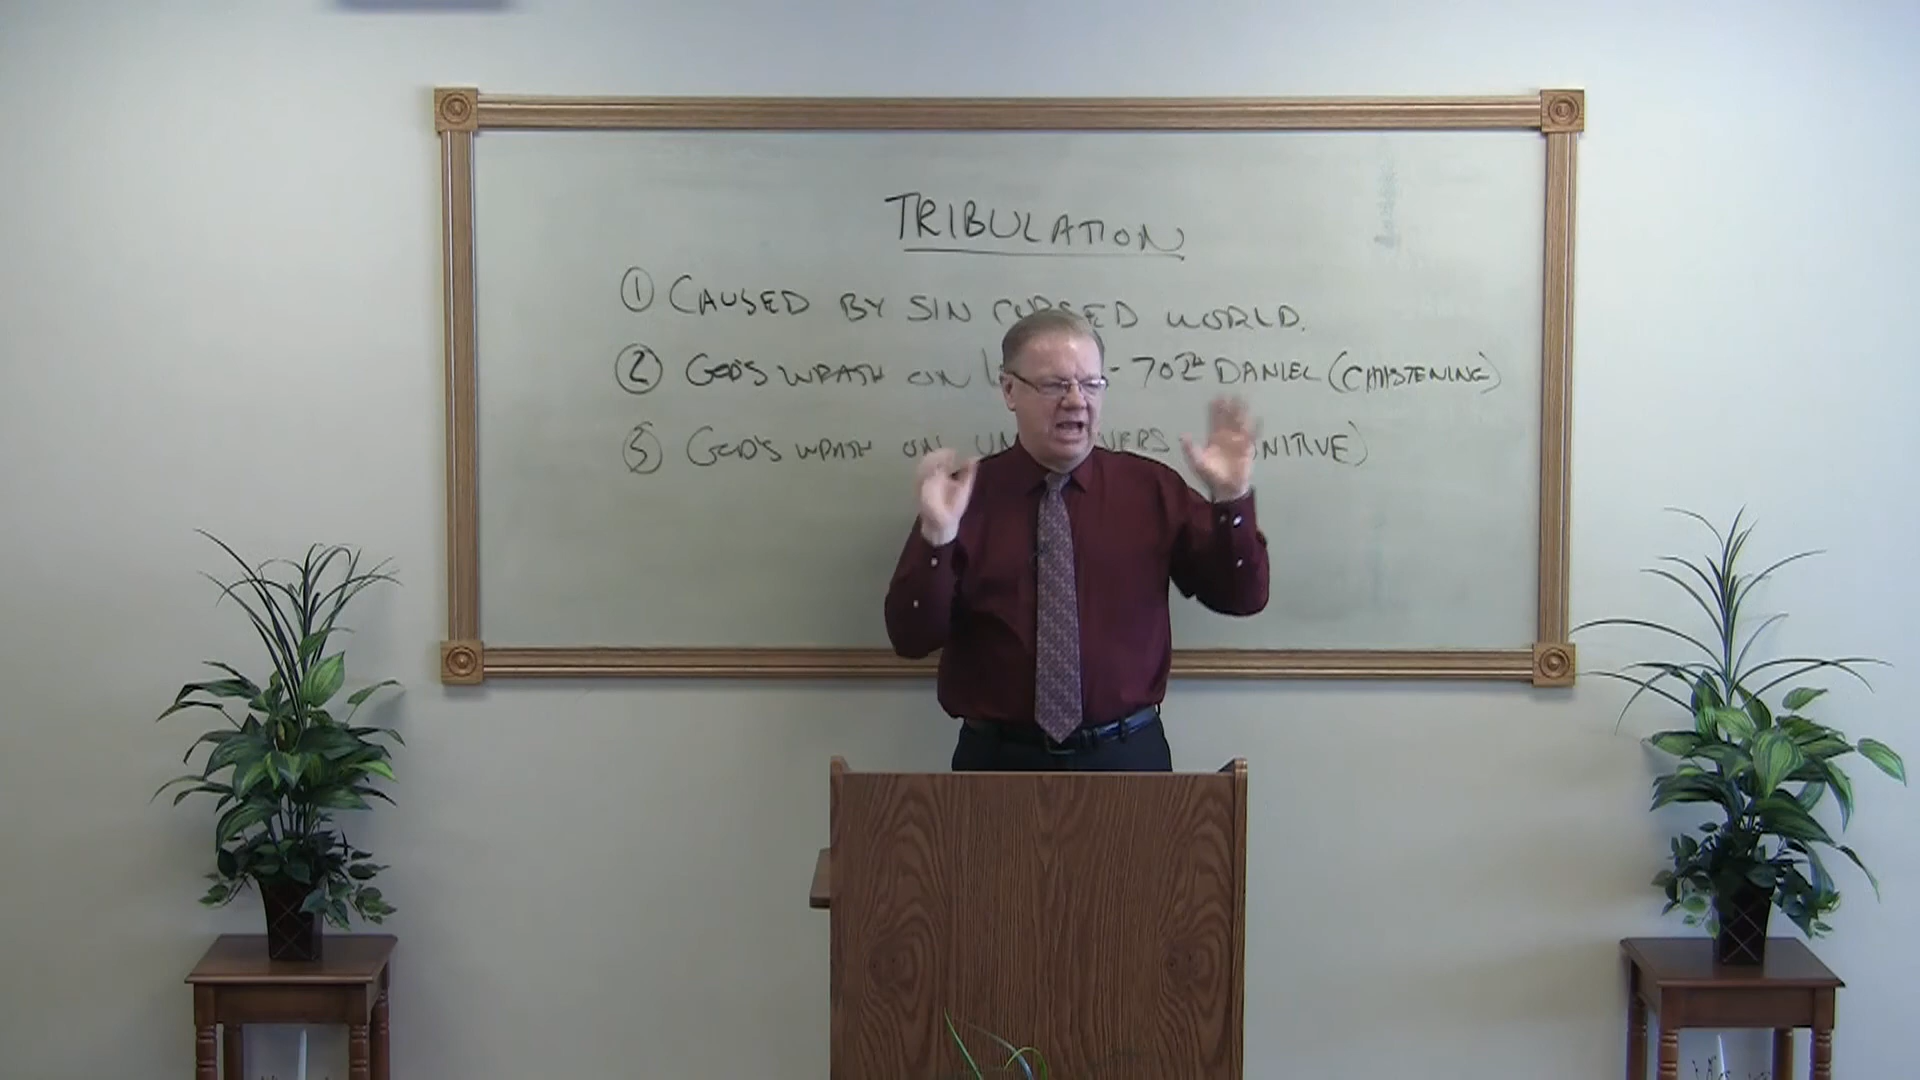 TRIBULATION
① CAUSED BY SIN CURSED WORLD.
② GOD'S WRATH ON - 70TH DANIEL (CHASTENING)
③ GOD'S WRATH ON